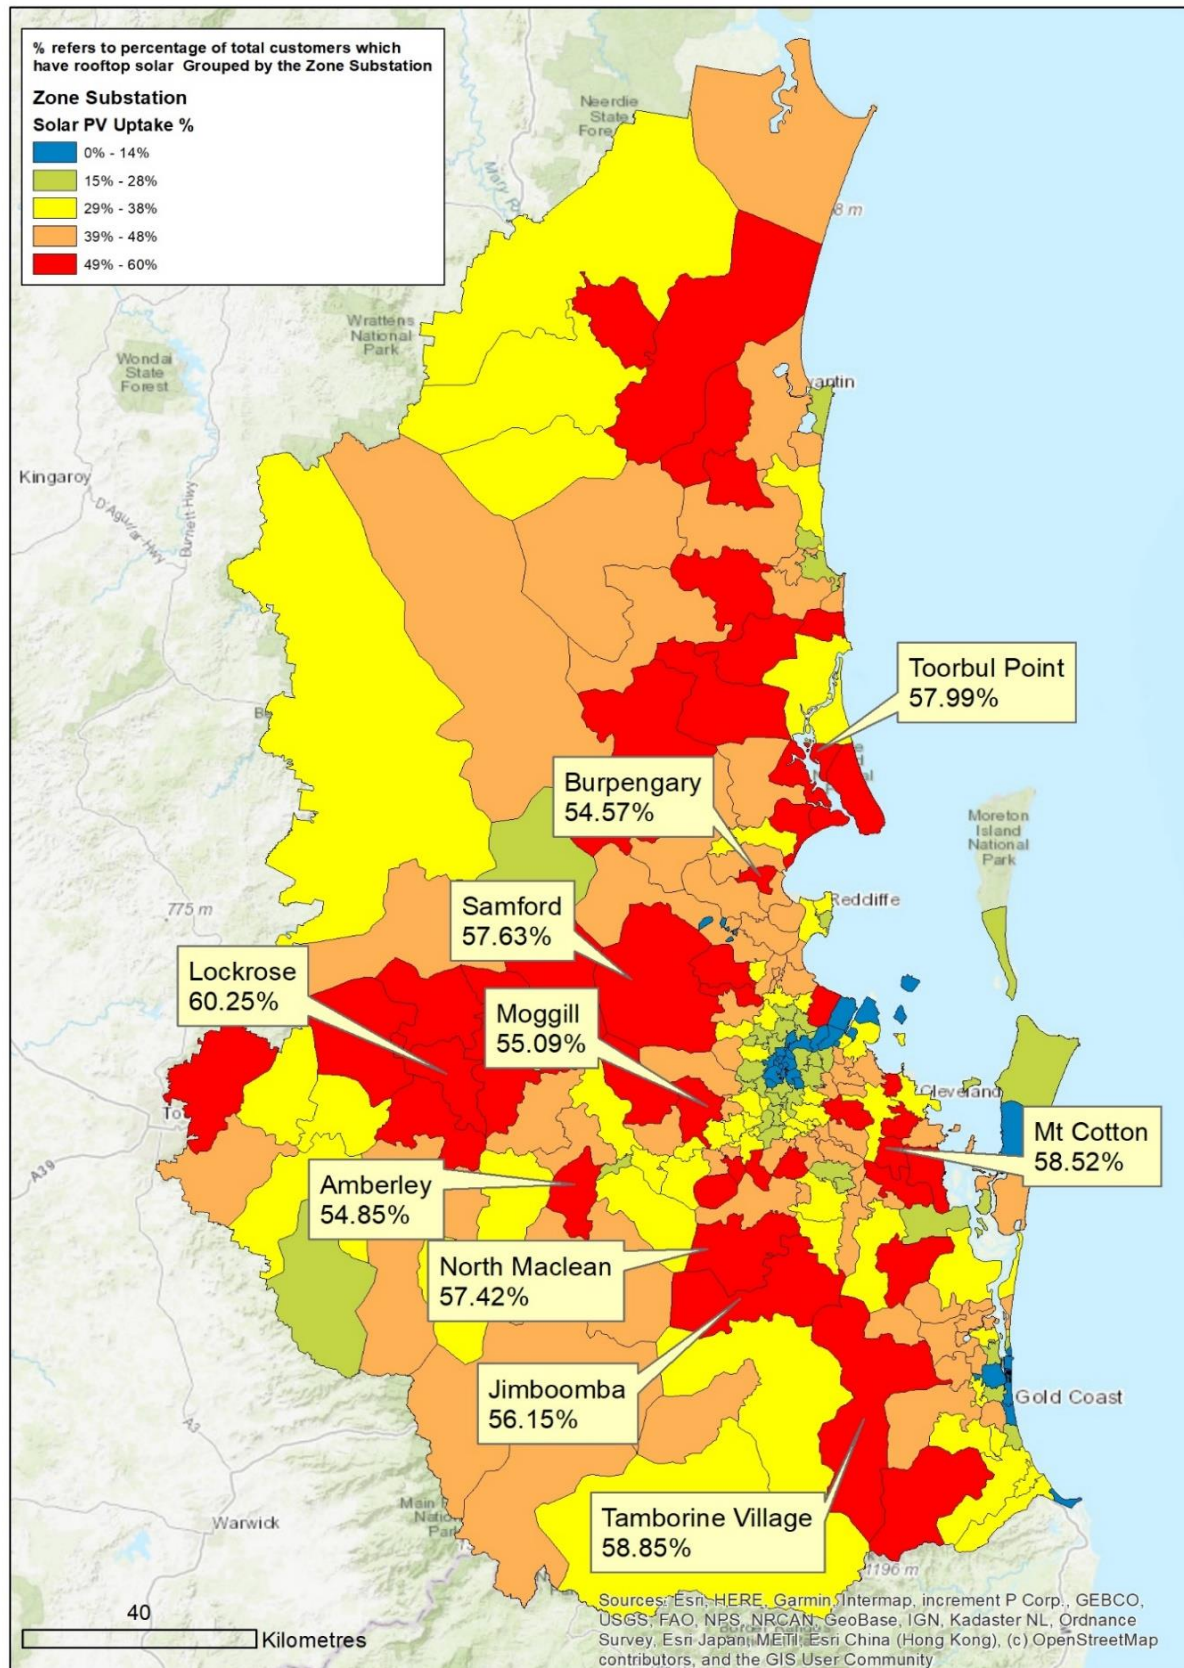 % refers to percentage of total customers which
have rooftop solar Grouped by the Zone Substation
Zone Substation
Solar PV Uptake %
0% - 14%
15% - 28%
29% - 38%
39% - 48%
49% - 60%
Neerdie
State
Mary
8 m
Wrattens
National
Park
Wondai
State
Forest
Kingaroy
D'Aguilar Hwy
Burnett Hwy
Toorbul Point
57.99%
Burpengary
54.57%
Moreton
Island
National
Park
775 m
Samford
57.63%
Redcliffe
Lockrose
60.25%
Moggill
55.09%
Cleveland
To
A39
Mt Cotton
58.52%
Amberley
54.85%
North Maclean
57.42%
Jimboomba
56.15%
Gold Coast
A3
Main
Warwick
Tamborine Village
58.85%
1196 m
40
Kilometres
Sources: Esri, HERE, Garmin, Intermap, increment P Corp., GEBCO,
USGS, FAO, NPS, NRCAN, GeoBase, IGN, Kadaster NL, Ordnance
Survey, Esri Japan, METI, Esri China (Hong Kong), (c) OpenStreetMap
contributors, and the GIS User Community